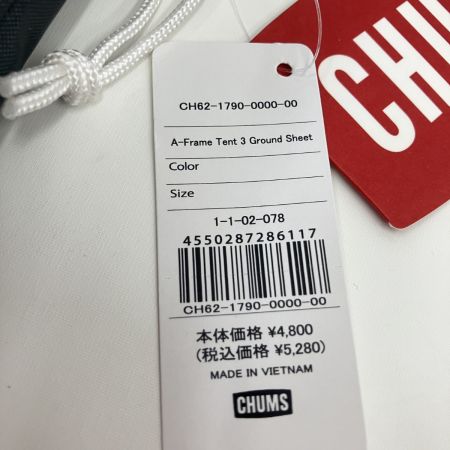 CH62-1790-0000-00
A-Frame Tent 3 Ground Sheet
Color
Size
1-1-02-078
4550287286117
CH62-1790-0000-00
本体価格 ¥4,800
(税込価格 ¥5,280)
MADE IN VIETNAM
CHUMS